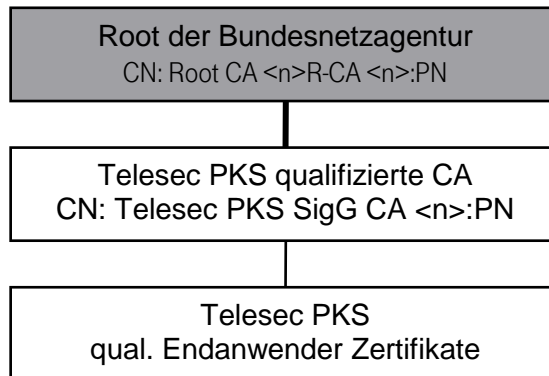 Root der Bundesnetzagentur
CN: Root CA <n>R-CA <n>:PN
Telesec PKS qualifizierte CA
CN: Telesec PKS SigG CA <n>:PN
Telesec PKS
qual. Endanwender Zertifikate